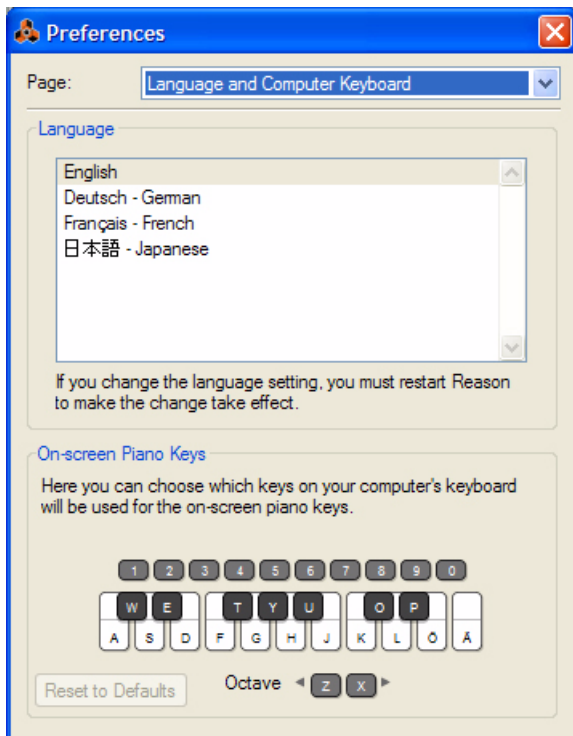 Preferences
Page: Language and Computer Keyboard
Language
English
Deutsch - German
Français - French
日本語 - Japanese
If you change the language setting, you must restart Reason
to make the change take effect.
On-screen Piano Keys
Here you can choose which keys on your computer's keyboard
will be used for the on-screen piano keys.
1 2 3 4 5 6 7 8 9 0
W E T Y U O P
A S D F G H J K L Ö Ä
Reset to Defaults Octave Z X